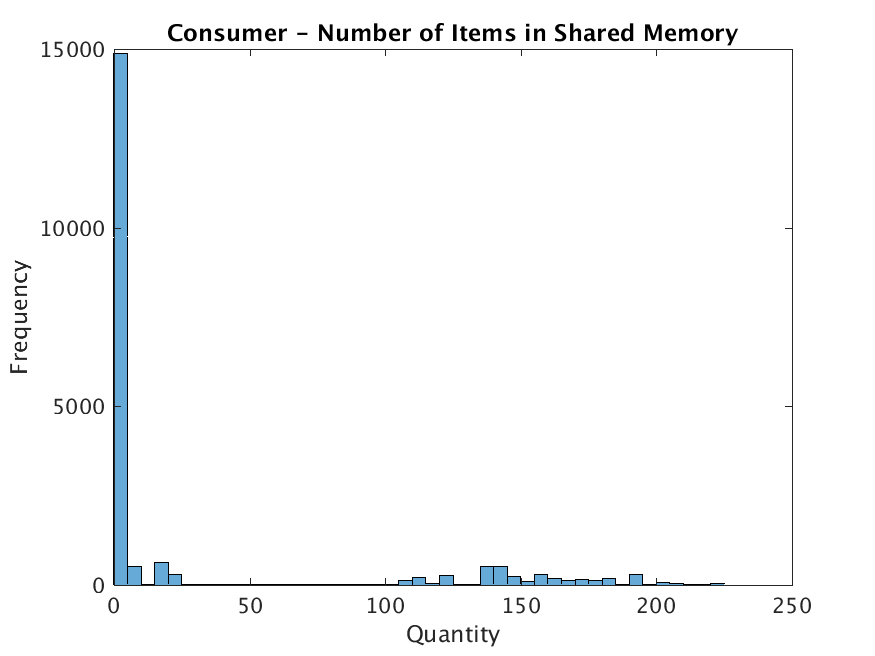 Consumer - Number of Items in Shared Memory
15000
10000
5000
0
Frequency
0 50 100 150 200 250
Quantity